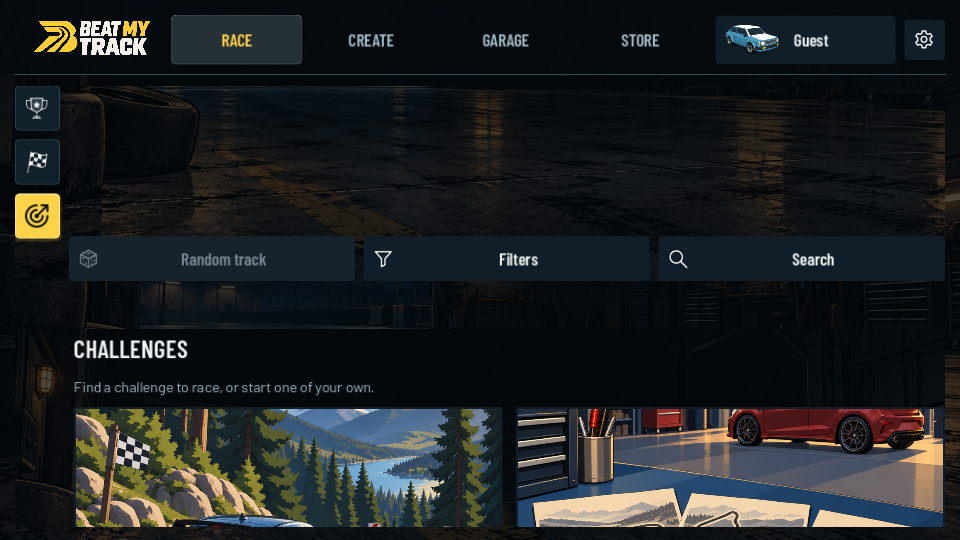 BEAT MY
TRACK
RACE
CREATE
GARAGE
STORE
Guest
Random track
Filters
Search
CHALLENGES
Find a challenge to race, or start one of your own.